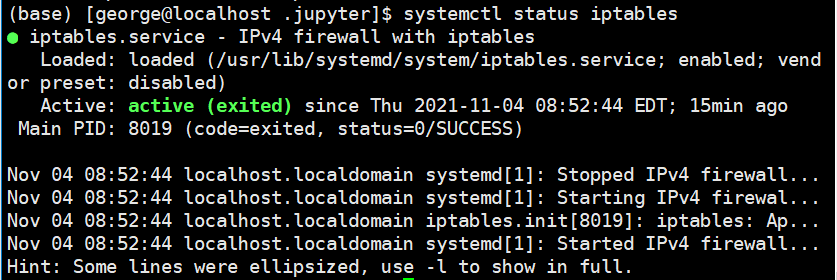 (base) [george@localhost .jupyter]$ systemctl status iptables
● iptables.service - IPv4 firewall with iptables
   Loaded: loaded (/usr/lib/systemd/system/iptables.service; enabled; vend
or preset: disabled)
   Active: active (exited) since Thu 2021-11-04 08:52:44 EDT; 15min ago
 Main PID: 8019 (code=exited, status=0/SUCCESS)

Nov 04 08:52:44 localhost.localdomain systemd[1]: Stopped IPv4 firewall...
Nov 04 08:52:44 localhost.localdomain systemd[1]: Starting IPv4 firewal...
Nov 04 08:52:44 localhost.localdomain iptables.init[8019]: iptables: Ap...
Nov 04 08:52:44 localhost.localdomain systemd[1]: Started IPv4 firewall...
Hint: Some lines were ellipsized, use -l to show in full.